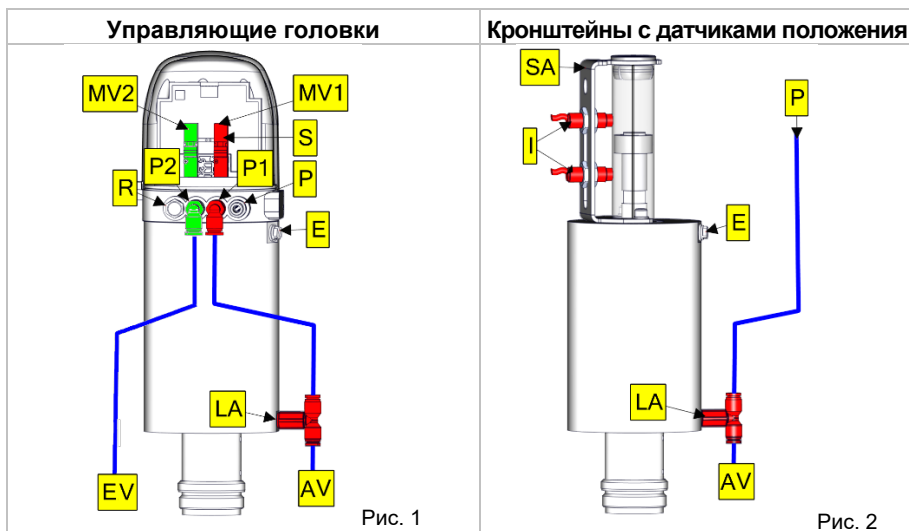 Управляющие головки
MV2
MV1
S
P2
P1
P
R
E
LA
EV
AV
Рис. 1
Кронштейны с датчиками положения
SA
P
I
E
LA
AV
Рис. 2